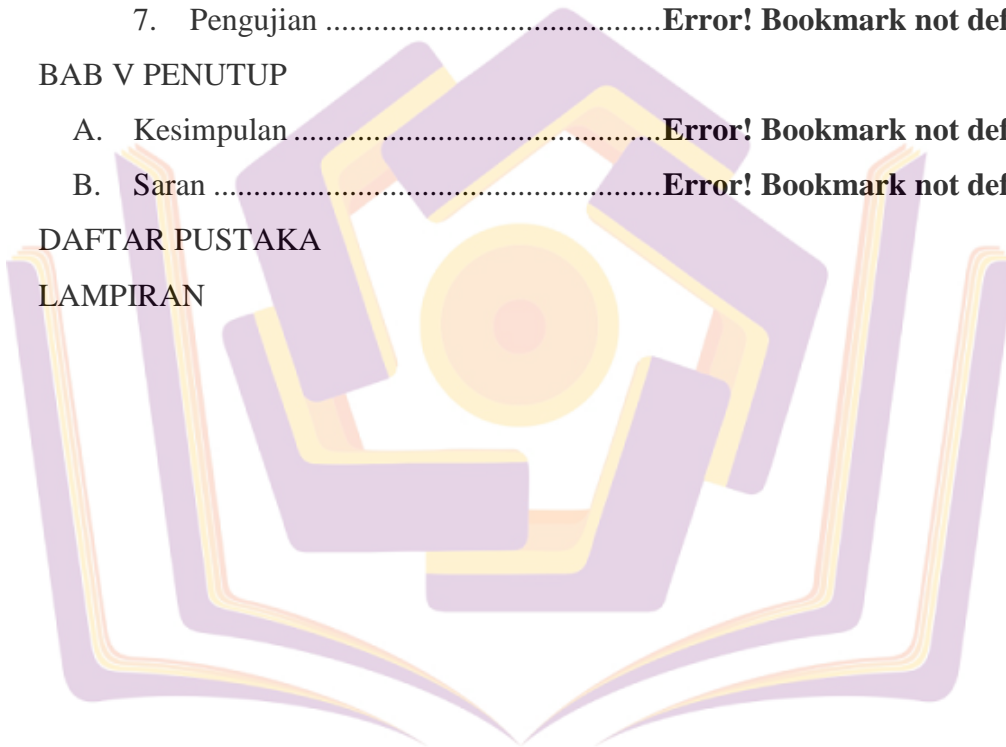 7. Pengujian .......................................Error! Bookmark not def
BAB V PENUTUP
A. Kesimpulan ...........................................Error! Bookmark not def
B. Saran ....................................................Error! Bookmark not def
DAFTAR PUSTAKA
LAMPIRAN